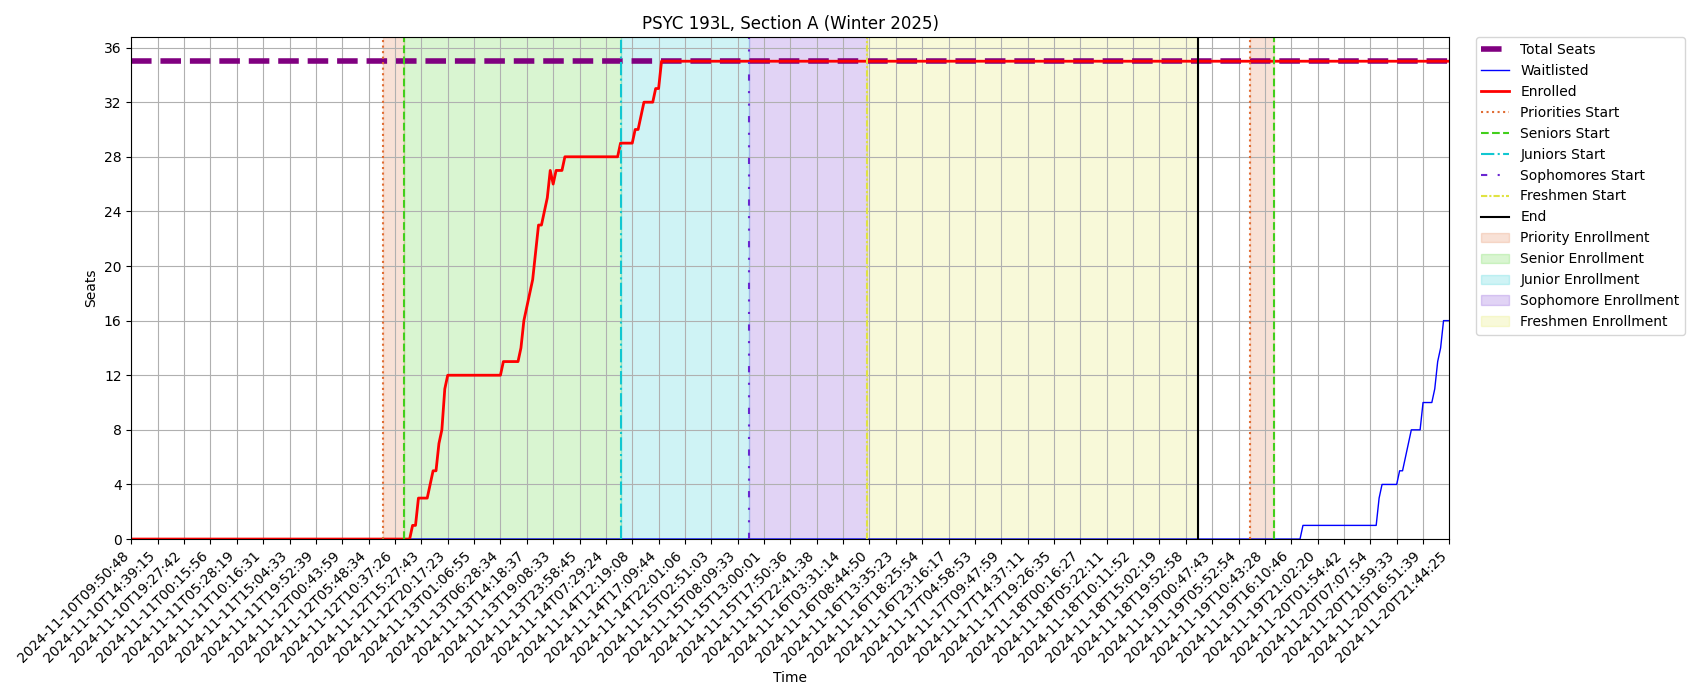 PSYC 193L, Section A (Winter 2025)
Seats
36
32
28
24
20
16
12
8
4
0
2024-11-10T09:50:48
2024-11-10T14:39:15
2024-11-10T19:27:42
2024-11-11T00:15:56
2024-11-11T05:28:19
2024-11-11T10:16:31
2024-11-11T15:04:33
2024-11-11T19:52:39
2024-11-12T00:43:59
2024-11-12T05:48:34
2024-11-12T10:37:26
2024-11-12T15:27:43
2024-11-12T20:17:23
2024-11-13T01:06:55
2024-11-13T06:28:34
2024-11-13T14:18:37
2024-11-13T19:08:33
2024-11-13T23:58:45
2024-11-14T07:29:24
2024-11-14T12:19:08
2024-11-14T17:09:44
2024-11-14T22:01:06
2024-11-15T02:51:03
2024-11-15T08:09:33
2024-11-15T13:00:01
2024-11-15T17:50:36
2024-11-15T22:41:38
2024-11-16T03:31:14
2024-11-16T08:44:50
2024-11-16T13:35:23
2024-11-16T18:25:54
2024-11-16T23:16:17
2024-11-17T04:58:53
2024-11-17T09:47:59
2024-11-17T14:37:11
2024-11-17T19:26:35
2024-11-18T00:16:27
2024-11-18T05:22:11
2024-11-18T10:11:52
2024-11-18T15:02:19
2024-11-18T19:52:58
2024-11-19T00:47:43
2024-11-19T05:52:54
2024-11-19T10:43:28
2024-11-19T16:10:46
2024-11-19T21:02:20
2024-11-20T01:54:42
2024-11-20T07:07:54
2024-11-20T11:59:33
2024-11-20T16:51:39
2024-11-20T21:44:25
Time
Total Seats
Waitlisted
Enrolled
Priorities Start
Seniors Start
Juniors Start
Sophomores Start
Freshmen Start
End
Priority Enrollment
Senior Enrollment
Junior Enrollment
Sophomore Enrollment
Freshmen Enrollment